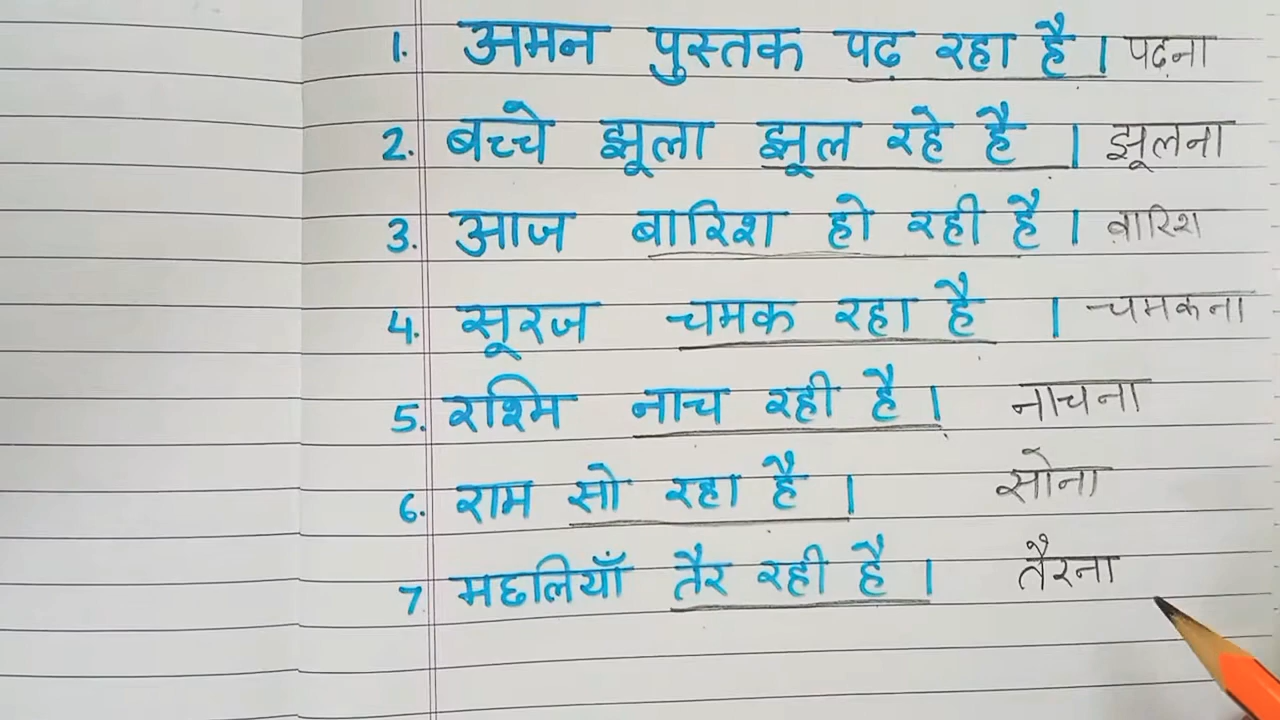 1. अमन पुस्तक पढ़ रहा है । पढ़ना
2. बच्चे झूला झूल रहे है । झूलना
3. आज बारिश हो रही है । बारिश
4. सूरज चमक रहा है । चमकना
5. रश्मि नाच रही है । नाचना
6. राम सो रहा है । सोना
7. मछलियाँ तैर रही है । तैरना